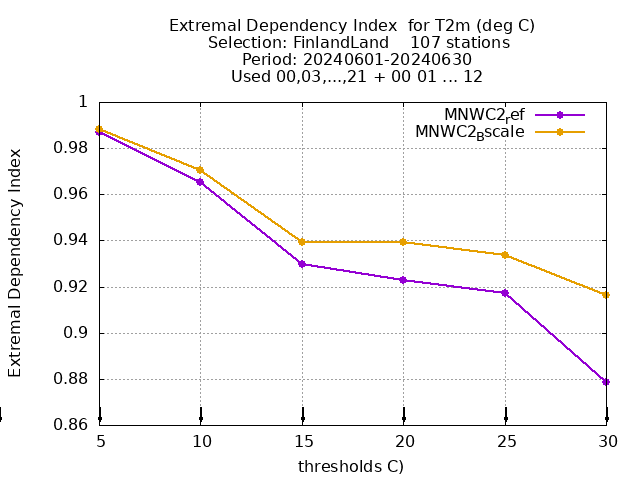 Extremal Dependency Index  for T2m (deg C)
Selection: FinlandLand    107 stations
Period: 20240601-20240630
Used 00,03,...,21 + 00 01 ... 12
MNWC2ref
MNWC2Bscale
Extremal Dependency Index
1
0.98
0.96
0.94
0.92
0.9
0.88
0.86
5 10 15 20 25 30
thresholds C)